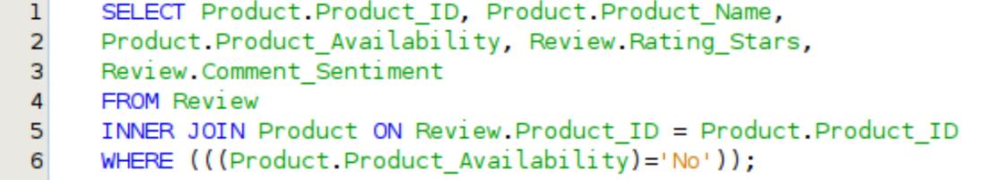 1 SELECT Product.Product_ID, Product.Product_Name,
2 Product.Product_Availability, Review.Rating_Stars,
3 Review.Comment_Sentiment
4 FROM Review
5 INNER JOIN Product ON Review.Product_ID = Product.Product_ID
6 WHERE (((Product.Product_Availability)='No'));